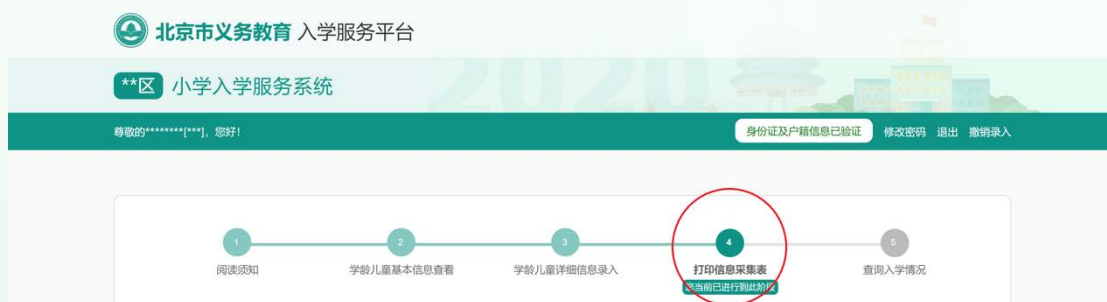 北京市义务教育 入学服务平台
2020
**区 小学入学服务系统
尊敬的********[***]，您好！ 身份证及户籍信息已验证 修改密码 退出 撤销录入
1 2 3 4 5
阅读须知 学龄儿童基本信息查看 学龄儿童详细信息录入 打印信息采集表 查询入学情况
您当前已进行到此阶段